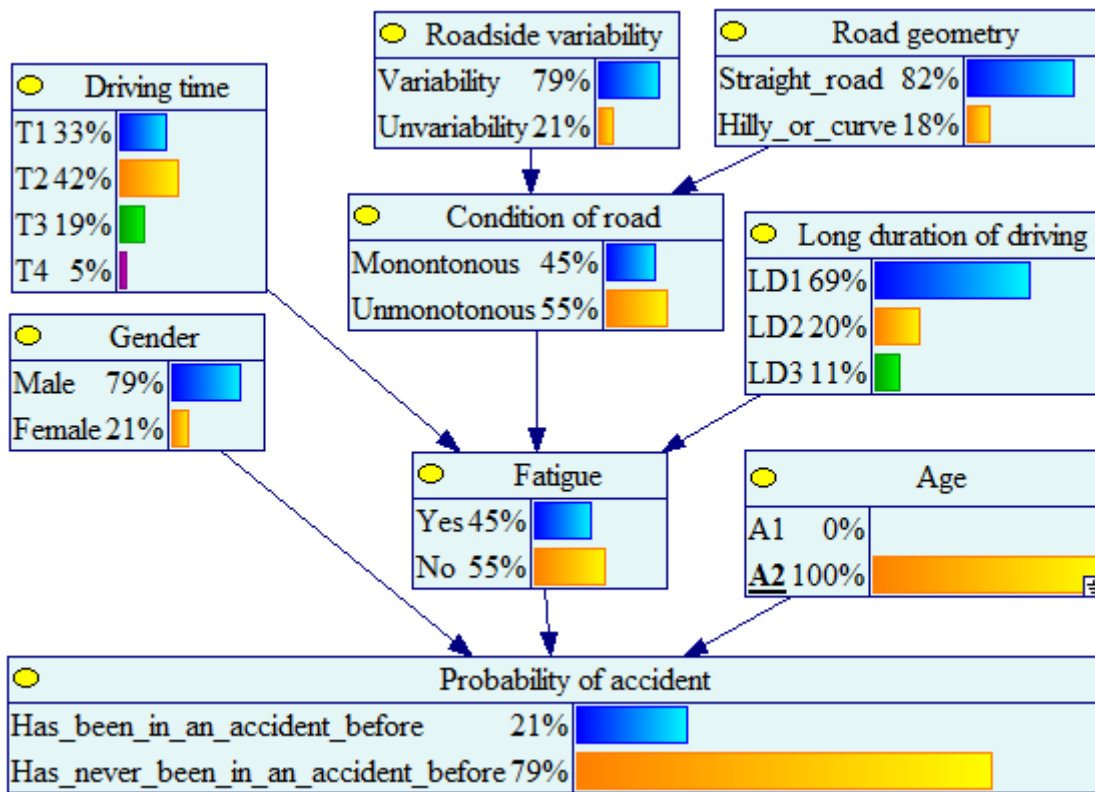 Roadside variability
Variability 79%
Unvariability 21%
Road geometry
Straight_road 82%
Hilly_or_curve 18%
Driving time
T1 33%
T2 42%
T3 19%
T4 5%
Condition of road
Monontonous 45%
Unmonotonous 55%
Long duration of driving
LD1 69%
LD2 20%
LD3 11%
Gender
Male 79%
Female 21%
Fatigue
Yes 45%
No 55%
Age
A1 0%
A2 100%
Probability of accident
Has_been_in_an_accident_before 21%
Has_never_been_in_an_accident_before 79%